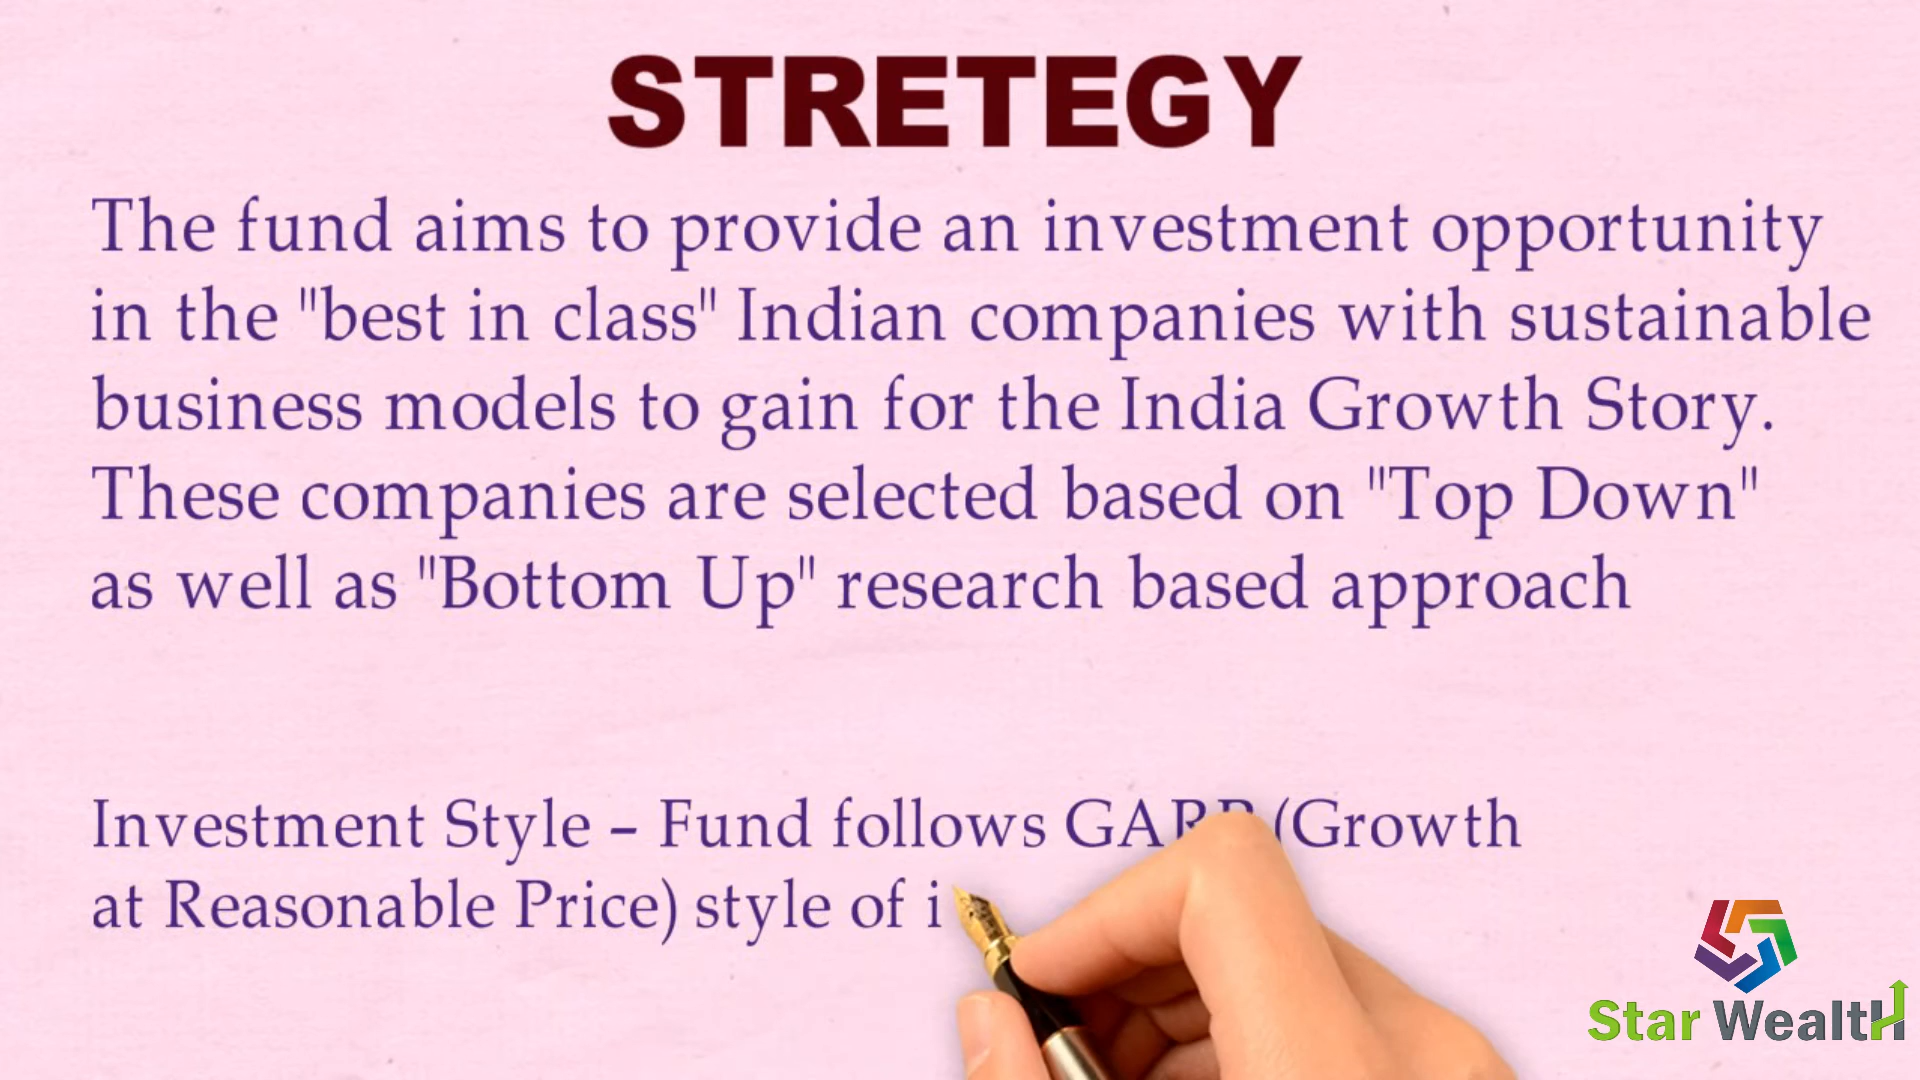 STRETEGY
The fund aims to provide an investment opportunity
in the "best in class" Indian companies with sustainable
business models to gain for the India Growth Story.
These companies are selected based on "Top Down"
as well as "Bottom Up" research based approach
Investment Style – Fund follows (Growth
at Reasonable Price) style of i
Star Wealth